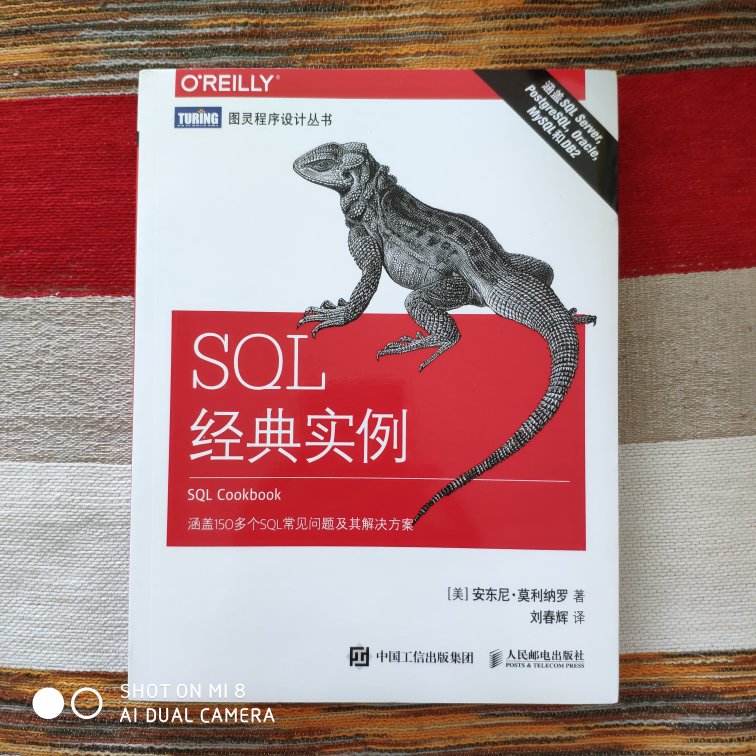 O'REILLY®
TURING 图灵程序设计丛书
涵盖SQL Server,
PostgreSQL, Oracle,
MySQL和DB2
SQL
经典实例
SQL Cookbook
涵盖150多个SQL常见问题及其解决方案
[美] 安东尼·莫利纳罗 著
刘春辉 译
中国工信出版集团 人民邮电出版社
POSTS & TELECOM PRESS
SHOT ON MI 8
AI DUAL CAMERA